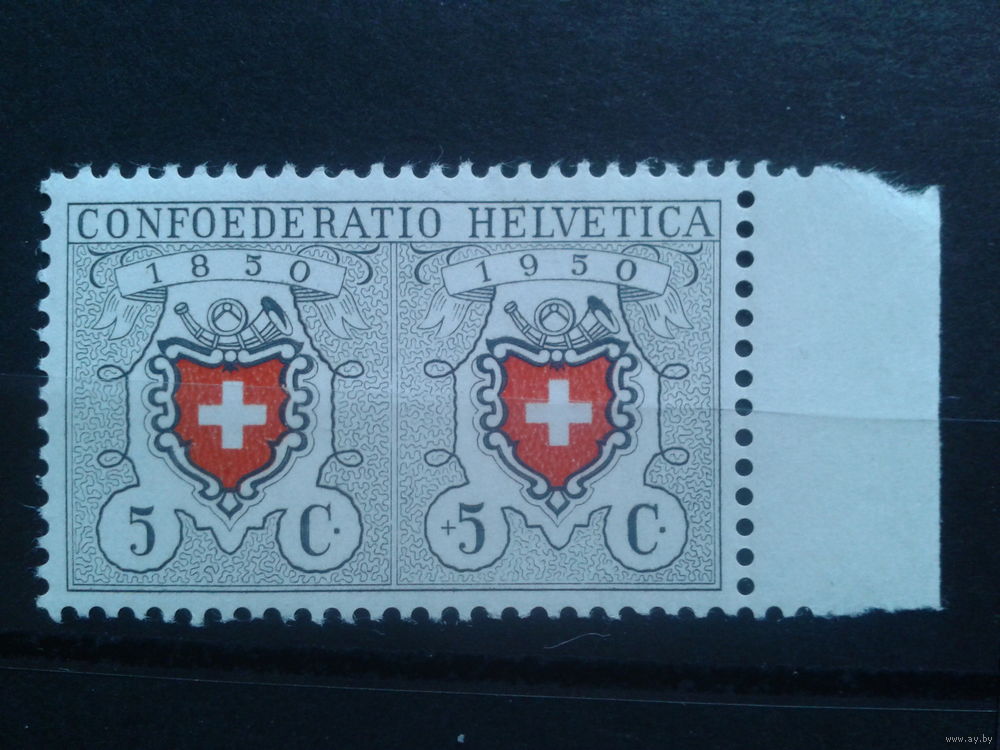 CONFOEDERATIO HELVETICA
1850 1950
5 C. +5 C.
www.ay.by